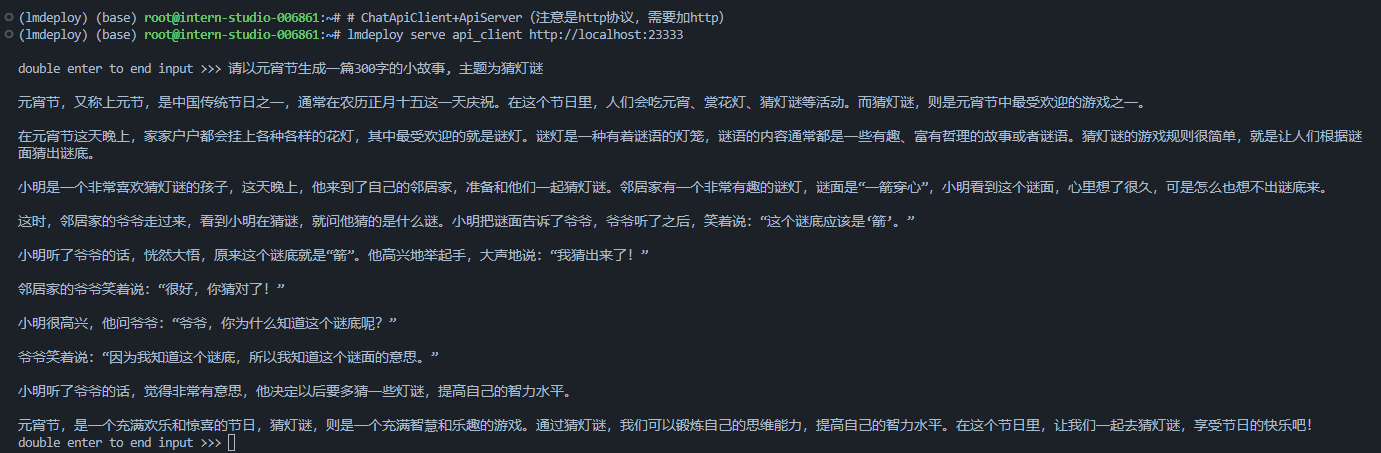 (lmdeploy) (base) root@intern-studio-006861:~# # ChatApiClient+ApiServer（注意是http协议，需要加http）
(lmdeploy) (base) root@intern-studio-006861:~# lmdeploy serve api_client http://localhost:23333
double enter to end input >>> 请以元宵节生成一篇300字的小故事, 主题为猜灯谜
元宵节，又称上元节，是中国传统节日之一，通常在农历正月十五这一天庆祝。在这个节日里，人们会吃元宵、赏花灯、猜灯谜等活动。而猜灯谜，则是元宵节中最受欢迎的游戏之一。
在元宵节这天晚上，家家户户都会挂上各种各样的花灯，其中最受欢迎的就是谜灯。谜灯是一种有着谜语的灯笼，谜语的内容通常都是一些有趣、富有哲理的故事或者谜语。猜灯谜的游戏规则很简单，就是让人们根据谜
面猜出谜底。
小明是一个非常喜欢猜灯谜的孩子，这天晚上，他来到了自己的邻居家，准备和他们一起猜灯谜。邻居家有一个非常有趣的谜灯，谜面是“一箭穿心”，小明看到这个谜面，心里想了很久，可是怎么也想不出谜底来。
这时，邻居家的爷爷走过来，看到小明在猜谜，就问他猜的是什么谜。小明把谜面告诉了爷爷，爷爷听了之后，笑着说：“这个谜底应该是‘箭’。”
小明听了爷爷的话，恍然大悟，原来这个谜底就是“箭”。他高兴地举起手，大声地说：“我猜出来了！”
邻居家的爷爷笑着说：“很好，你猜对了！”
小明很高兴，他问爷爷：“爷爷，你为什么知道这个谜底呢？”
爷爷笑着说：“因为我知道这个谜底，所以我知道这个谜面的意思。”
小明听了爷爷的话，觉得非常有意思，他决定以后要多猜一些灯谜，提高自己的智力水平。
元宵节，是一个充满欢乐和惊喜的节日，猜灯谜，则是一个充满智慧和乐趣的游戏。通过猜灯谜，我们可以锻炼自己的思维能力，提高自己的智力水平。在这个节日里，让我们一起去猜灯谜，享受节日的快乐吧！
double enter to end input >>>